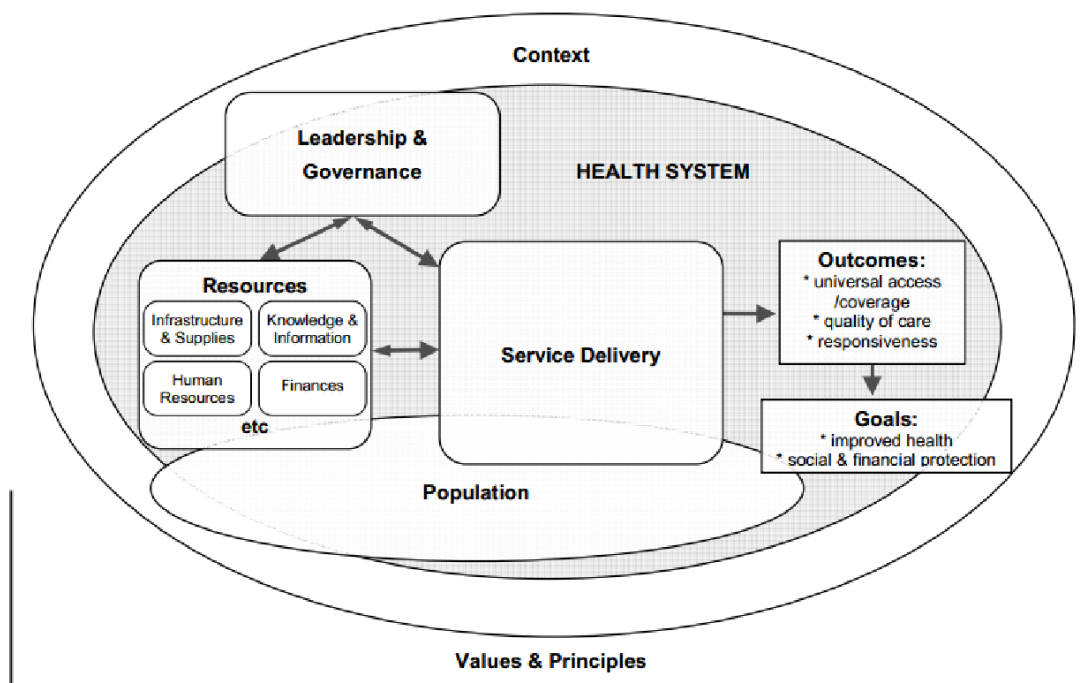 Context
Leadership &
Governance
HEALTH SYSTEM
Resources
Infrastructure
& Supplies
Knowledge &
Information
Human
Resources
Finances
etc
Service Delivery
Outcomes:
* universal access
/coverage
* quality of care
* responsiveness
Goals:
* improved health
* social & financial protection
Population
Values & Principles